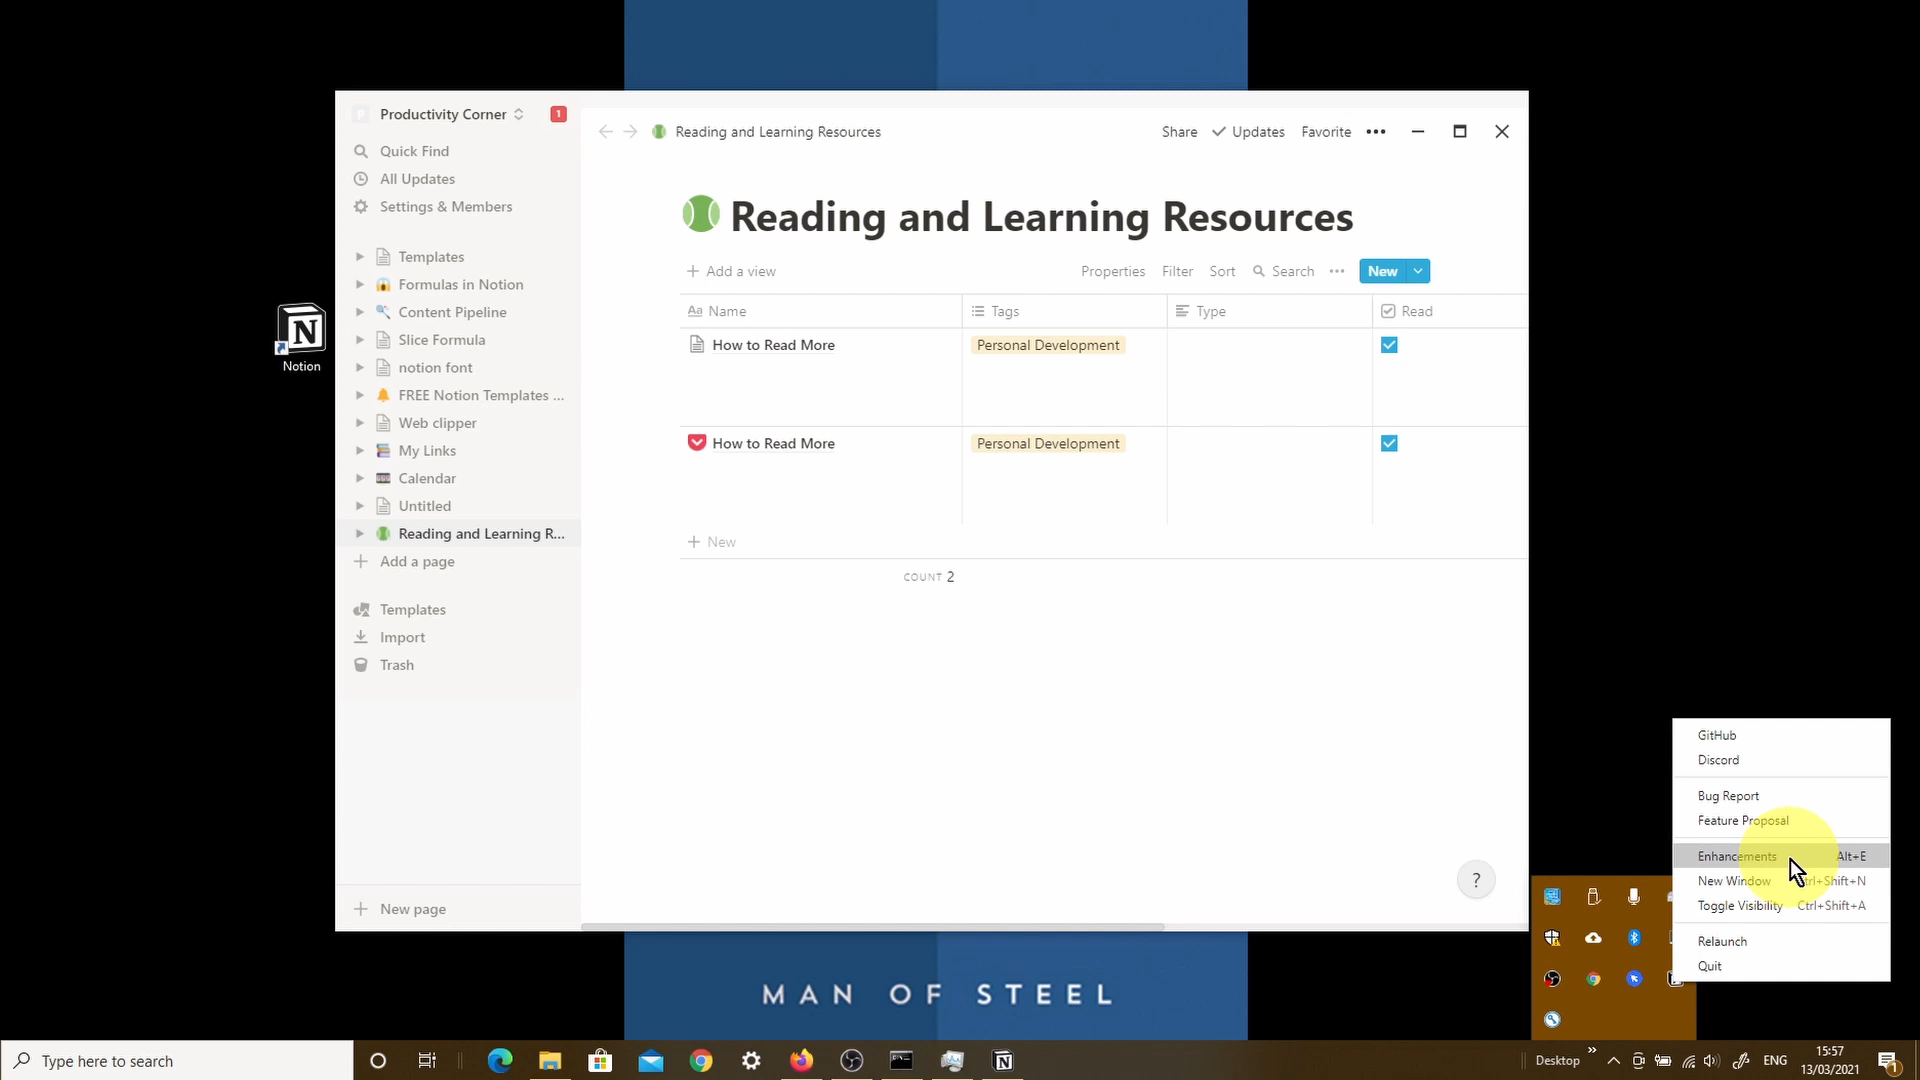 Productivity Corner
1
Quick Find
All Updates
Settings & Members
Templates
Formulas in Notion
Content Pipeline
Slice Formula
notion font
FREE Notion Templates ...
Web clipper
My Links
Calendar
Untitled
Reading and Learning R...
Add a page
Templates
Import
Trash
New page
Notion
Reading and Learning Resources
Share Updates Favorite
Reading and Learning Resources
Add a view
Properties Filter Sort Search New
Aa Name Tags Type Read
How to Read More Personal Development
How to Read More Personal Development
New
COUNT 2
?
MAN OF STEEL
GitHub
Discord
Bug Report
Feature Proposal
Enhancements Alt+E
New Window Ctrl+Shift+N
Toggle Visibility Ctrl+Shift+A
Relaunch
Quit
Type here to search
Desktop
ENG
15:57
13/03/2021
1